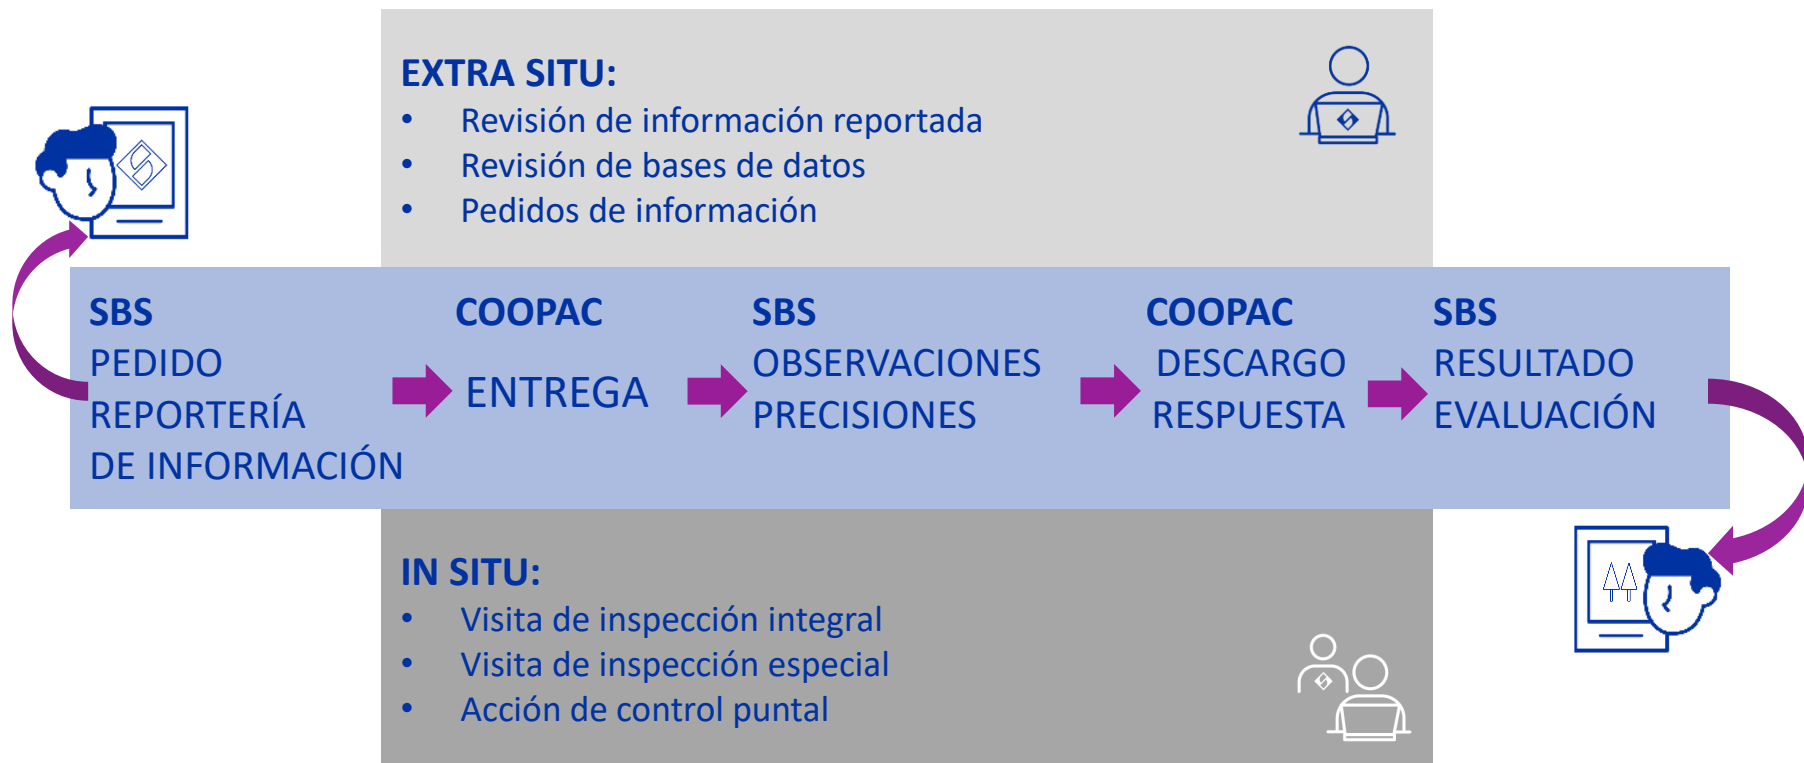 EXTRA SITU:
• Revisión de información reportada
• Revisión de bases de datos
• Pedidos de información
SBS
PEDIDO
REPORTERÍA
DE INFORMACIÓN
COOPAC
ENTREGA
SBS
OBSERVACIONES
PRECISIONES
COOPAC
DESCARGO
RESPUESTA
SBS
RESULTADO
EVALUACIÓN
IN SITU:
• Visita de inspección integral
• Visita de inspección especial
• Acción de control puntal